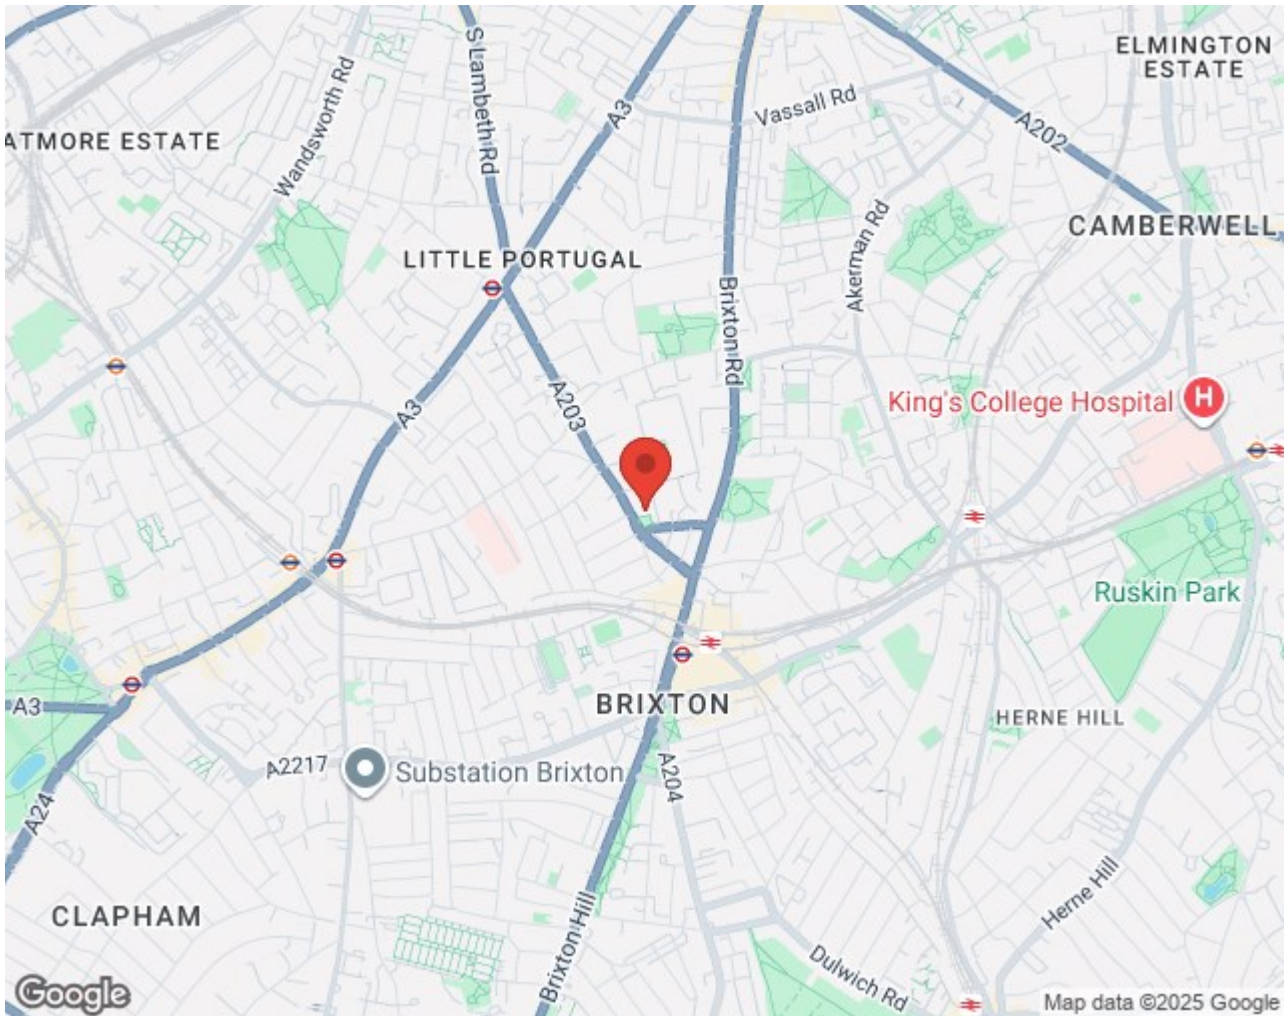 ELMINGTON
ESTATE
S Lambeth Rd
A3
Vassall Rd
A202
ATMORE ESTATE
Wandsworth Rd
CAMBERWELL
Akerman Rd
LITTLE PORTUGAL
Brixton Rd
A203
A3
King's College Hospital
H
Ruskin Park
BRIXTON
A3
HERNE HILL
A2217
Substation Brixton
A204
A24
CLAPHAM
Brixton Hill
Herne Hill
Dulwich Rd
Google
Map data ©2025 Google